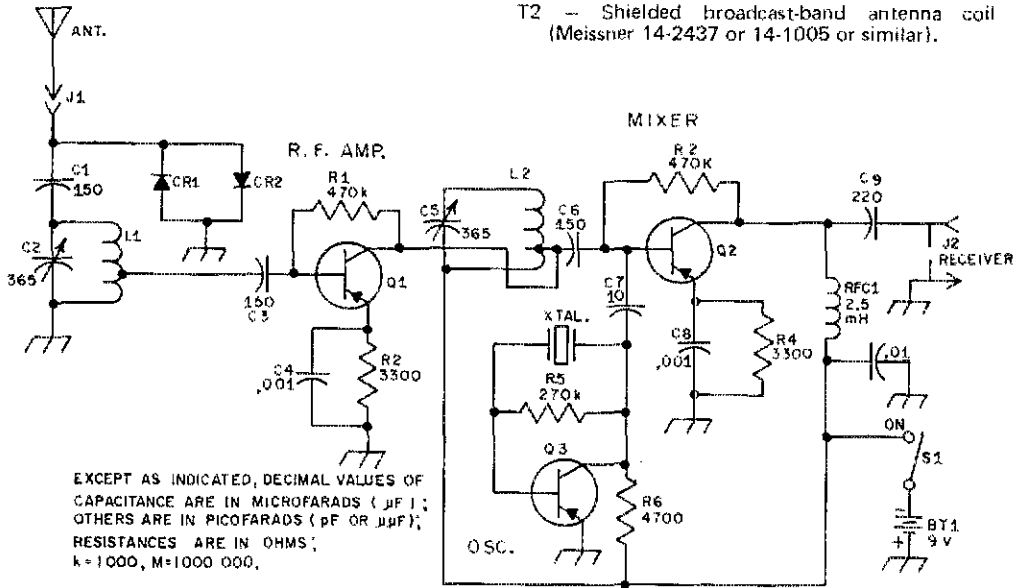 T2 – Shielded broadcast-band antenna coil
(Meissner 14-2437 or 14-1005 or similar).
ANT.
J1
C1
150
CR1
CR2
C2
365
L1
R.F. AMP.
R1
470k
150
C3
Q1
C4
.001
R2
3300
MIXER
L2
C5
365
C6
150
R2
470K
Q2
C7
10
XTAL.
R5
270k
Q3
OSC.
R6
4700
C8
.001
R4
3300
C9
220
J2
RECEIVER
RFC1
2.5
mH
.01
ON
S1
–
+
BT1
9V
EXCEPT AS INDICATED, DECIMAL VALUES OF
CAPACITANCE ARE IN MICROFARADS (µF);
OTHERS ARE IN PICOFARADS (pF OR µµF);
RESISTANCES ARE IN OHMS;
k=1000, M=1000 000.